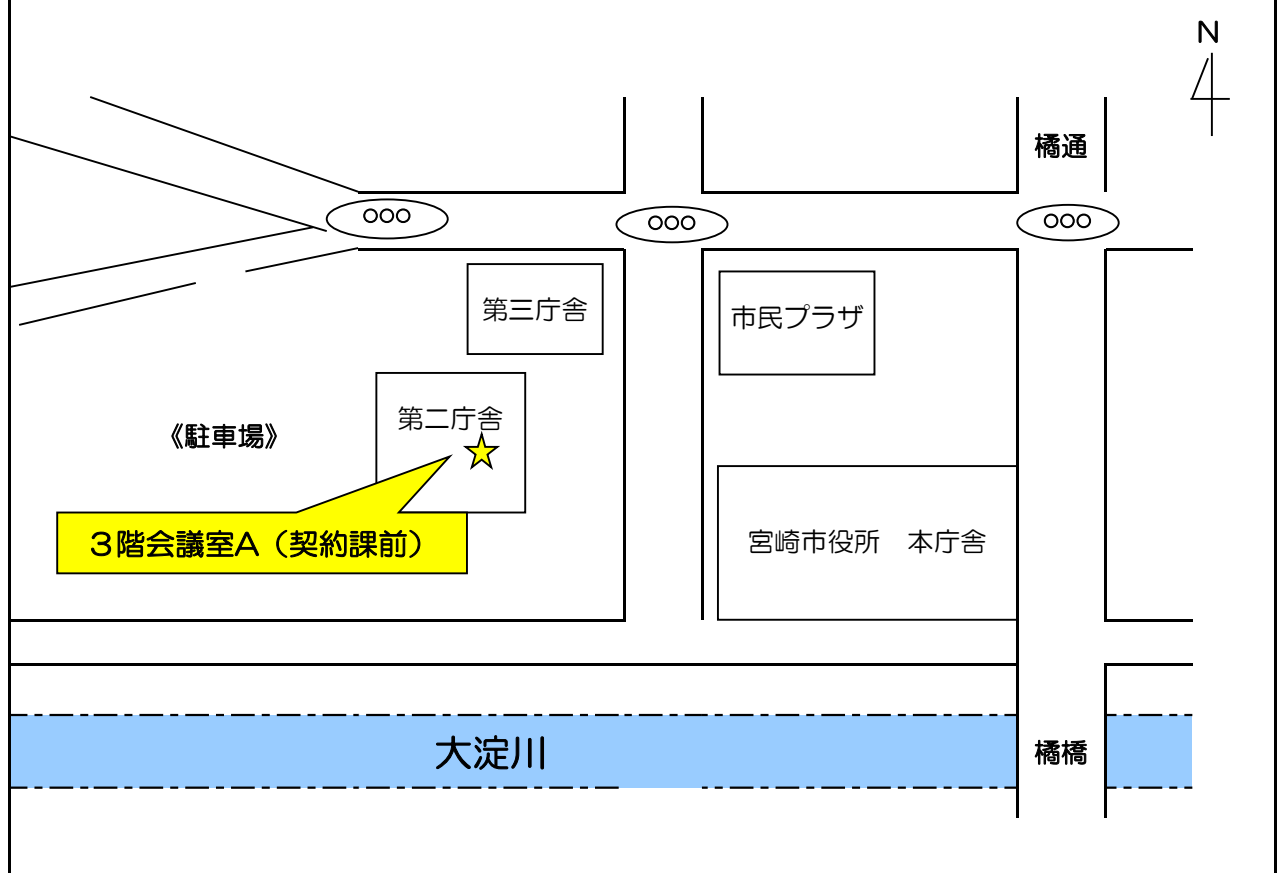 N
橘通
○○○
○○○
○○○
第三庁舎
市民プラザ
第二庁舎
《駐車場》
3階会議室A（契約課前）
宮崎市役所　本庁舎
大淀川
橘橋